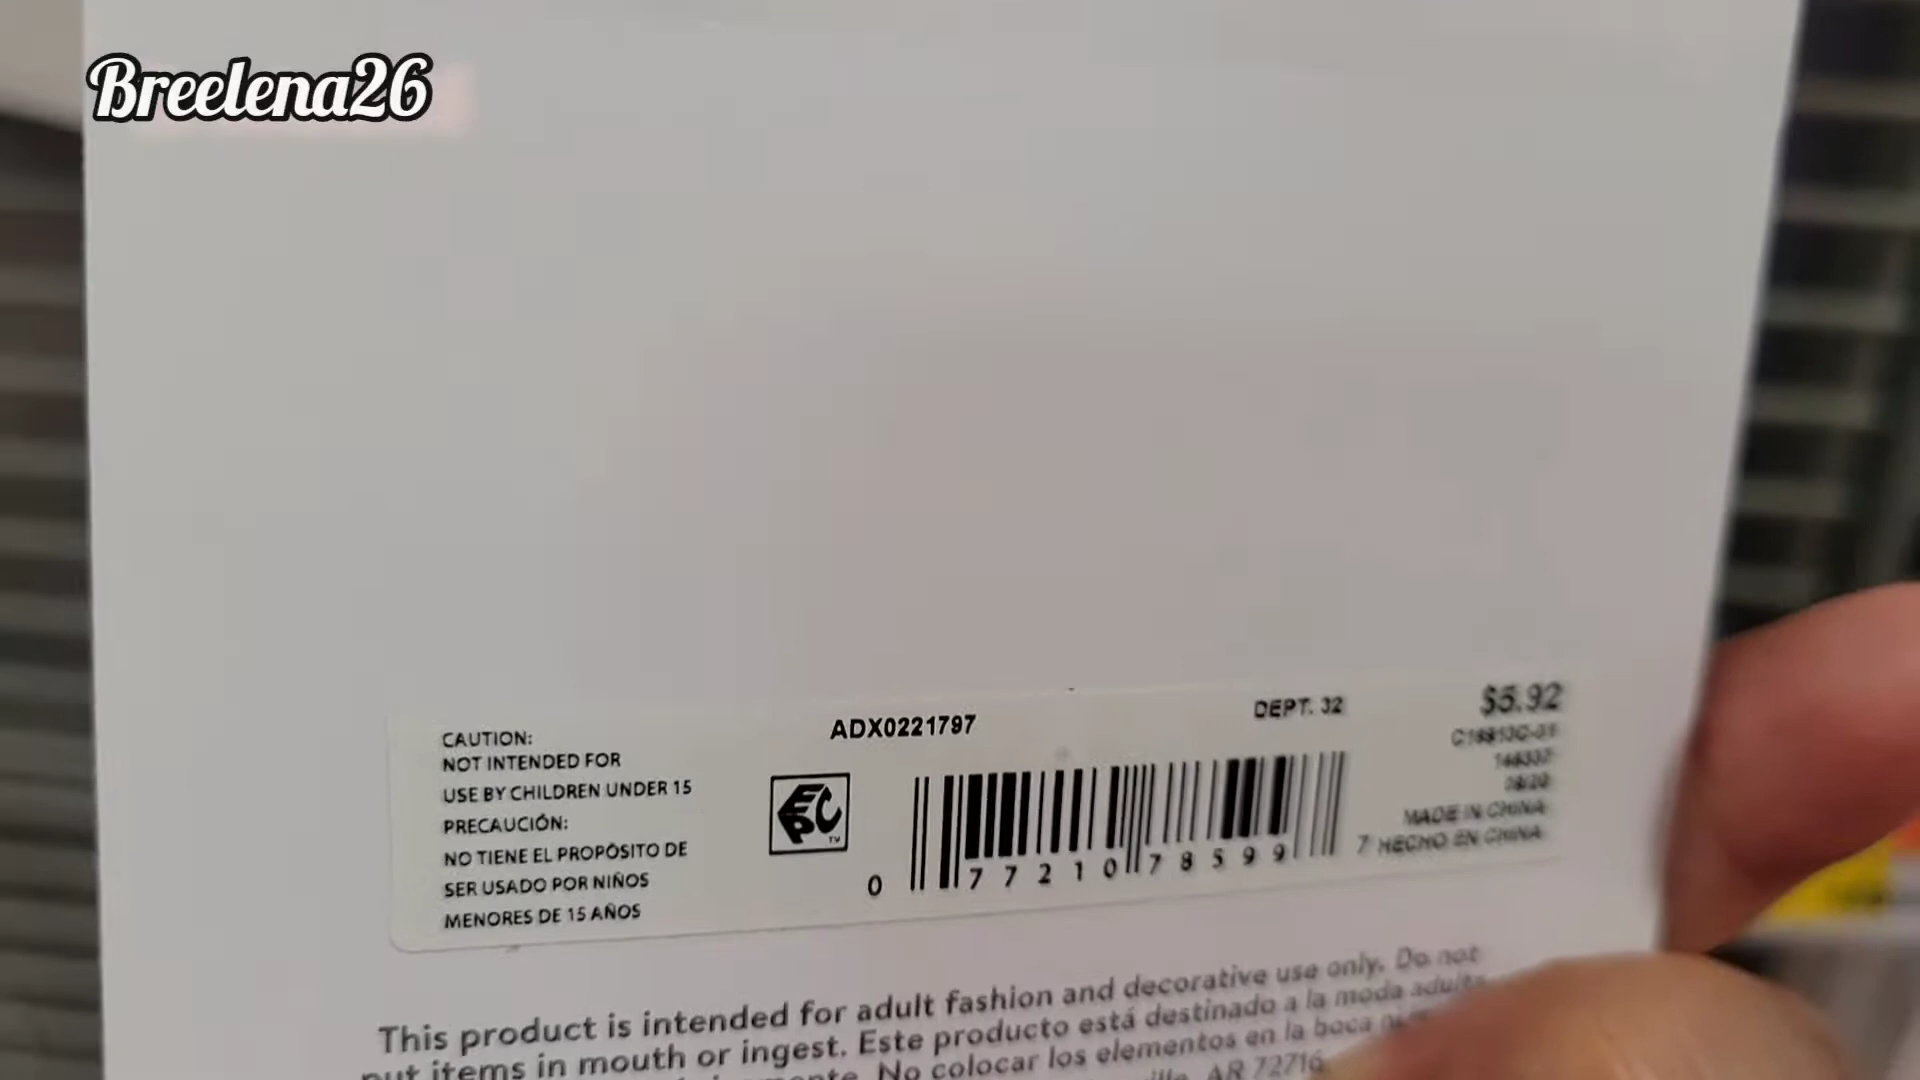 Breelena26
CAUTION:
NOT INTENDED FOR
USE BY CHILDREN UNDER 15
PRECAUCIÓN:
NO TIENE EL PROPÓSITO DE
SER USADO POR NIÑOS
MENORES DE 15 AÑOS
ADX0221797
EPC TM
DEPT. 32
$5.92
MADE IN CHINA
HECHO EN CHINA
0 77210 78599 7
This product is intended for adult fashion and decorative use only. Do not
put items in mouth or ingest. Este producto está destinado a la moda adulta
No colocar los elementos en la boca
AR 72716